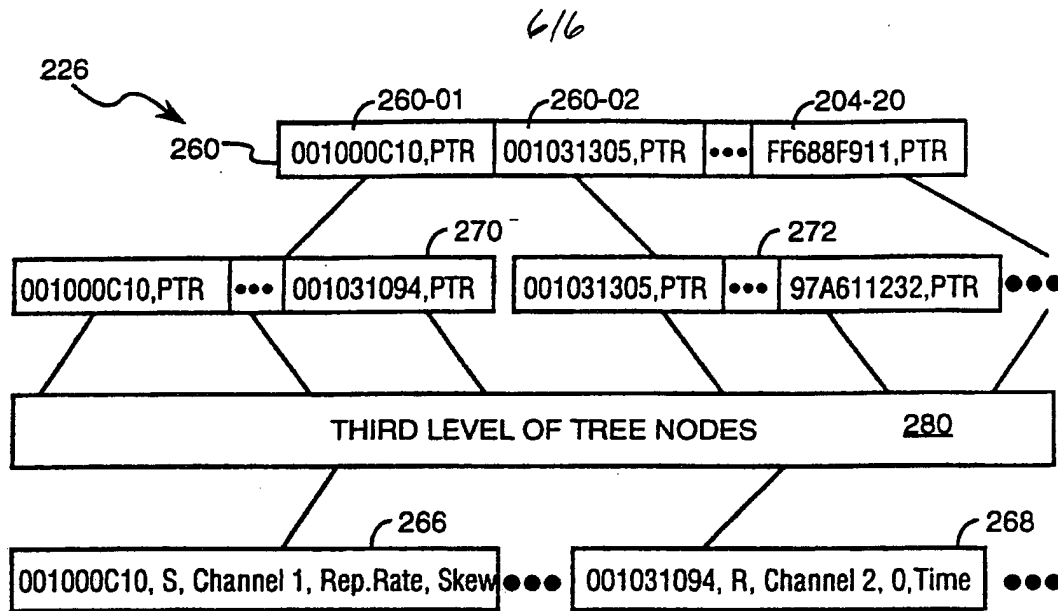 6/6
226
260-01 260-02 204-20
260 001000C10,PTR 001031305,PTR ••• FF688F911,PTR
270 272
001000C10,PTR ••• 001031094,PTR 001031305,PTR ••• 97A611232,PTR •••
THIRD LEVEL OF TREE NODES 280
266 268
001000C10, S, Channel 1, Rep.Rate, Skew ••• 001031094, R, Channel 2, 0,Time •••